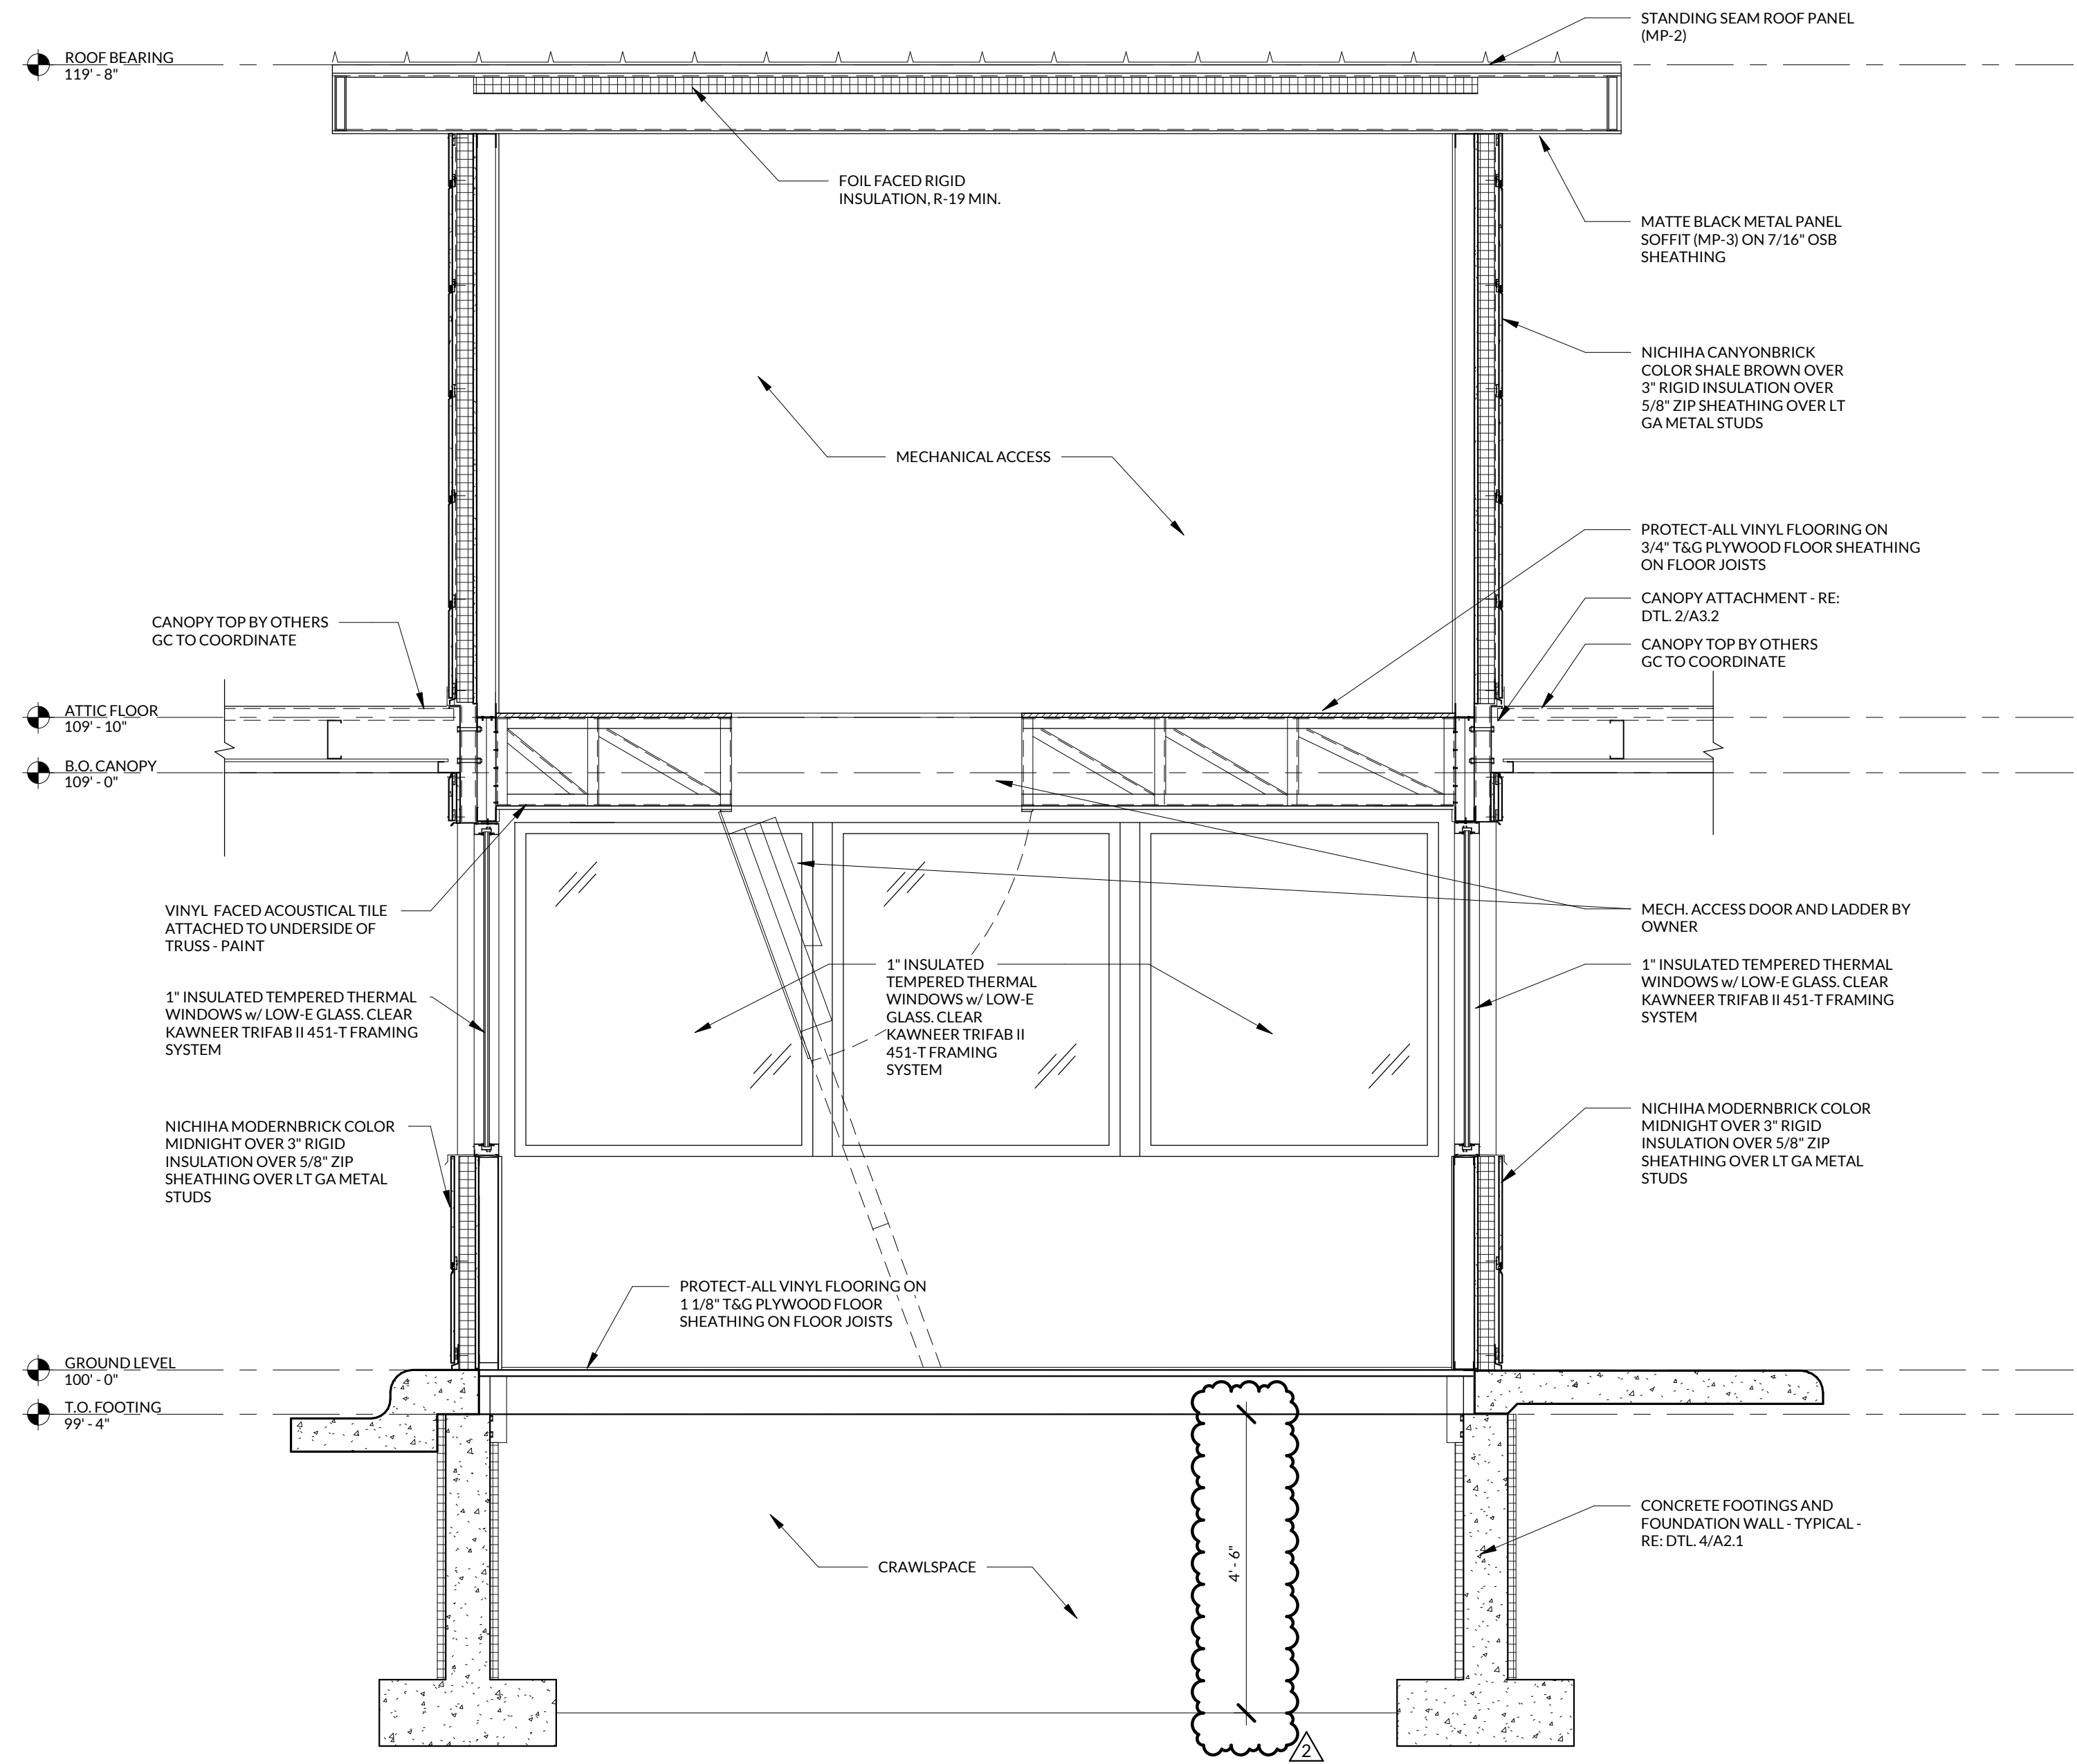 STANDING SEAM ROOF PANEL
(MP-2)
ROOF BEARING
119' - 8"
FOIL FACED RIGID
INSULATION, R-19 MIN.
MATTE BLACK METAL PANEL
SOFFIT (MP-3) ON 7/16" OSB
SHEATHING
NICHIHA CANYONBRICK
COLOR SHALE BROWN OVER
3" RIGID INSULATION OVER
5/8" ZIP SHEATHING OVER LT
GA METAL STUDS
MECHANICAL ACCESS
PROTECT-ALL VINYL FLOORING ON
3/4" T&G PLYWOOD FLOOR SHEATHING
ON FLOOR JOISTS
CANOPY ATTACHMENT - RE:
DTL. 2/A3.2
CANOPY TOP BY OTHERS
GC TO COORDINATE
CANOPY TOP BY OTHERS
GC TO COORDINATE
ATTIC FLOOR
109' - 10"
B.O. CANOPY
109' - 0"
VINYL FACED ACOUSTICAL TILE
ATTACHED TO UNDERSIDE OF
TRUSS - PAINT
MECH. ACCESS DOOR AND LADDER BY
OWNER
1" INSULATED TEMPERED THERMAL
WINDOWS w/ LOW-E GLASS. CLEAR
KAWNEER TRIFAB II 451-T FRAMING
SYSTEM
1" INSULATED
TEMPERED THERMAL
WINDOWS w/ LOW-E
GLASS. CLEAR
KAWNEER TRIFAB II
451-T FRAMING
SYSTEM
1" INSULATED TEMPERED THERMAL
WINDOWS w/ LOW-E GLASS. CLEAR
KAWNEER TRIFAB II 451-T FRAMING
SYSTEM
NICHIHA MODERNBRICK COLOR
MIDNIGHT OVER 3" RIGID
INSULATION OVER 5/8" ZIP
SHEATHING OVER LT GA METAL
STUDS
NICHIHA MODERNBRICK COLOR
MIDNIGHT OVER 3" RIGID
INSULATION OVER 5/8" ZIP
SHEATHING OVER LT GA METAL
STUDS
PROTECT-ALL VINYL FLOORING ON
1 1/8" T&G PLYWOOD FLOOR
SHEATHING ON FLOOR JOISTS
GROUND LEVEL
100' - 0"
T.O. FOOTING
99' - 4"
CONCRETE FOOTINGS AND
FOUNDATION WALL - TYPICAL -
RE: DTL. 4/A2.1
4' - 6"
CRAWLSPACE
2